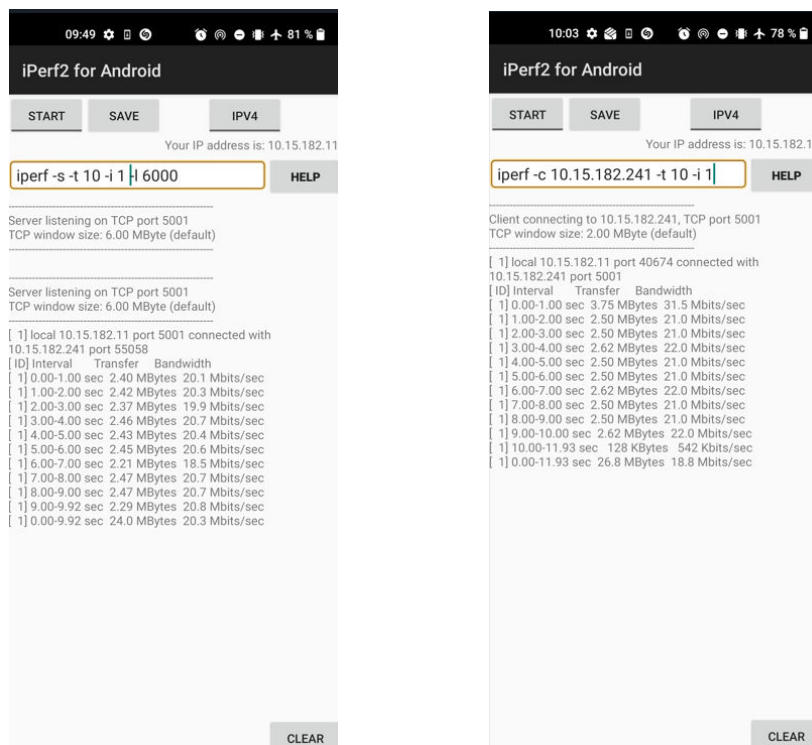 09:49 81 %
iPerf2 for Android
START SAVE IPV4
Your IP address is: 10.15.182.11
iperf -s -t 10 -i 1 -l 6000 HELP
------------------------------------------------------------
Server listening on TCP port 5001
TCP window size: 6.00 MByte (default)
------------------------------------------------------------
------------------------------------------------------------
Server listening on TCP port 5001
TCP window size: 6.00 MByte (default)
------------------------------------------------------------
[ 1] local 10.15.182.11 port 5001 connected with
10.15.182.241 port 55058
[ ID] Interval Transfer Bandwidth
[ 1] 0.00-1.00 sec 2.40 MBytes 20.1 Mbits/sec
[ 1] 1.00-2.00 sec 2.42 MBytes 20.3 Mbits/sec
[ 1] 2.00-3.00 sec 2.37 MBytes 19.9 Mbits/sec
[ 1] 3.00-4.00 sec 2.46 MBytes 20.7 Mbits/sec
[ 1] 4.00-5.00 sec 2.43 MBytes 20.4 Mbits/sec
[ 1] 5.00-6.00 sec 2.45 MBytes 20.6 Mbits/sec
[ 1] 6.00-7.00 sec 2.21 MBytes 18.5 Mbits/sec
[ 1] 7.00-8.00 sec 2.47 MBytes 20.7 Mbits/sec
[ 1] 8.00-9.00 sec 2.47 MBytes 20.7 Mbits/sec
[ 1] 9.00-9.92 sec 2.29 MBytes 20.8 Mbits/sec
[ 1] 0.00-9.92 sec 24.0 MBytes 20.3 Mbits/sec
CLEAR
10:03 78 %
iPerf2 for Android
START SAVE IPV4
Your IP address is: 10.15.182.1
iperf -c 10.15.182.241 -t 10 -i 1 HELP
------------------------------------------------------------
Client connecting to 10.15.182.241, TCP port 5001
TCP window size: 2.00 MByte (default)
------------------------------------------------------------
[ 1] local 10.15.182.11 port 40674 connected with
10.15.182.241 port 5001
[ ID] Interval Transfer Bandwidth
[ 1] 0.00-1.00 sec 3.75 MBytes 31.5 Mbits/sec
[ 1] 1.00-2.00 sec 2.50 MBytes 21.0 Mbits/sec
[ 1] 2.00-3.00 sec 2.50 MBytes 21.0 Mbits/sec
[ 1] 3.00-4.00 sec 2.62 MBytes 22.0 Mbits/sec
[ 1] 4.00-5.00 sec 2.50 MBytes 21.0 Mbits/sec
[ 1] 5.00-6.00 sec 2.50 MBytes 21.0 Mbits/sec
[ 1] 6.00-7.00 sec 2.62 MBytes 22.0 Mbits/sec
[ 1] 7.00-8.00 sec 2.50 MBytes 21.0 Mbits/sec
[ 1] 8.00-9.00 sec 2.50 MBytes 21.0 Mbits/sec
[ 1] 9.00-10.00 sec 2.62 MBytes 22.0 Mbits/sec
[ 1] 10.00-11.93 sec 128 KBytes 542 Kbits/sec
[ 1] 0.00-11.93 sec 26.8 MBytes 18.8 Mbits/sec
CLEAR